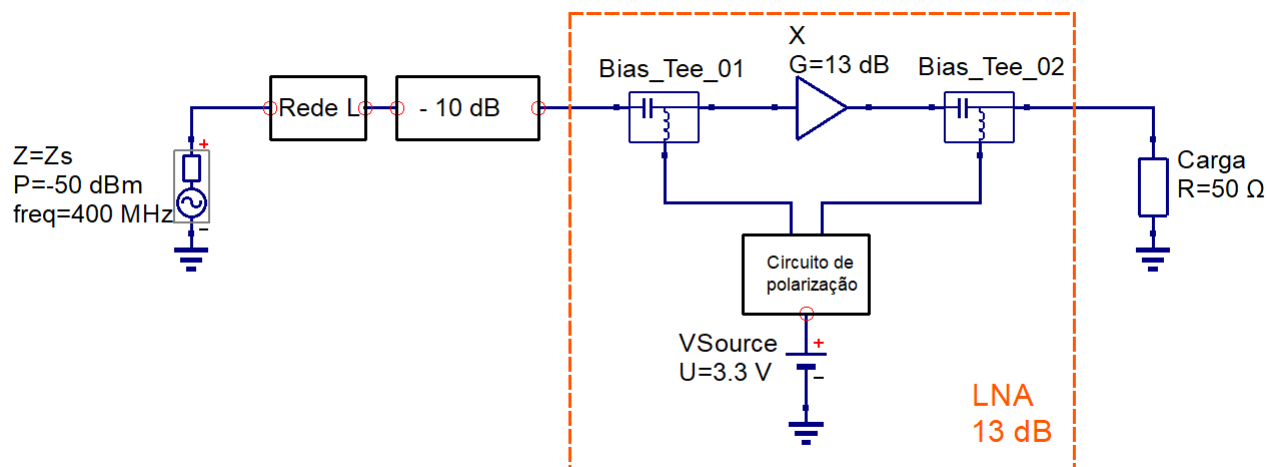 X
G=13 dB
Bias_Tee_01
Bias_Tee_02
Rede L
- 10 dB
Z=Zs
P=-50 dBm
freq=400 MHz
+
−
Carga
R=50 Ω
Circuito de
polarização
VSource
U=3.3 V
+
−
LNA
13 dB